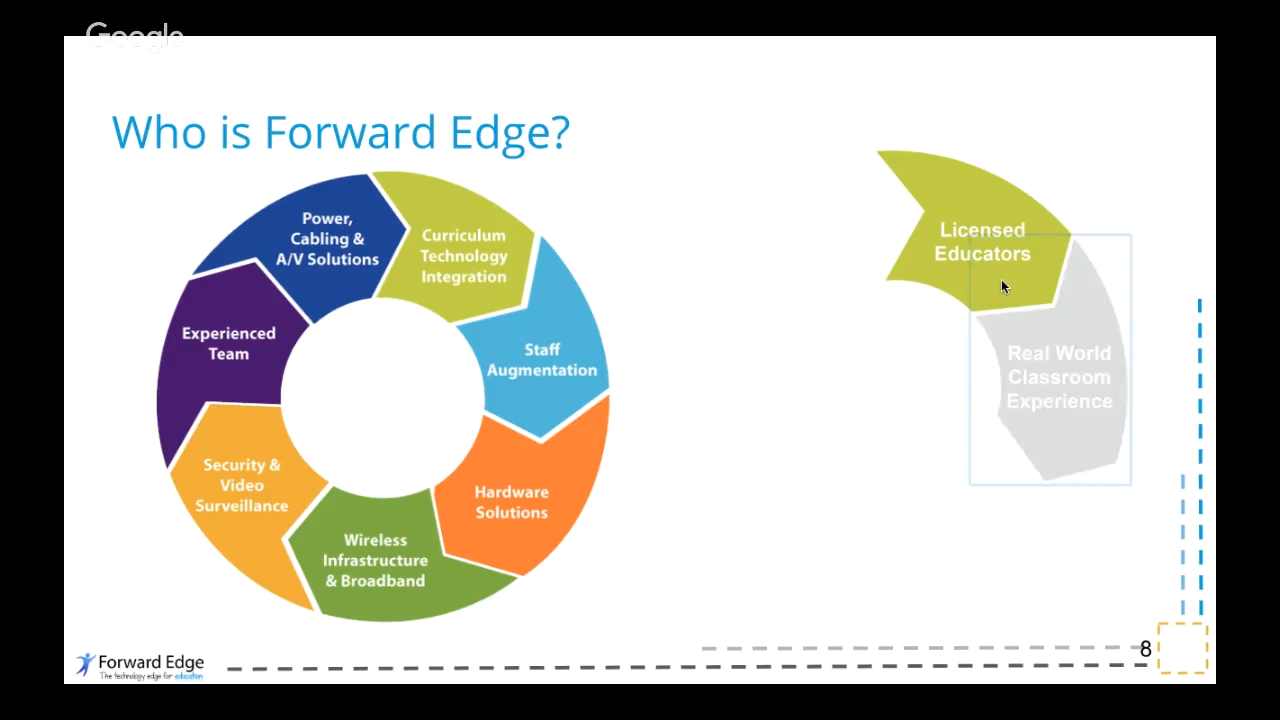 Google
Who is Forward Edge?
Power,
Cabling &
A/V Solutions
Curriculum
Technology
Integration
Staff
Augmentation
Hardware
Solutions
Wireless
Infrastructure
& Broadband
Security &
Video
Surveillance
Experienced
Team
Licensed
Educators
Real World
Classroom
Experience
Forward Edge
The technology edge for education
8